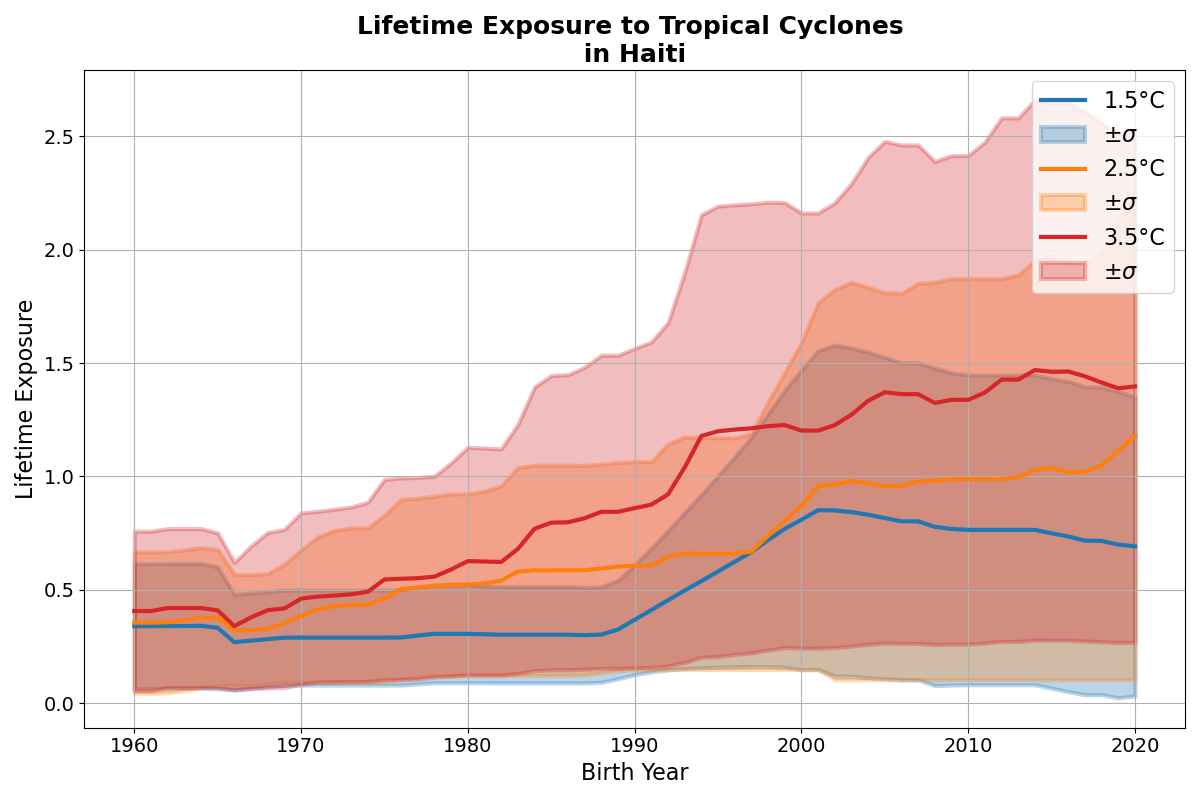 Lifetime Exposure to Tropical Cyclones
in Haiti
1.5°C
±σ
2.5°C
±σ
3.5°C
±σ
Lifetime Exposure
2.5
2.0
1.5
1.0
0.5
0.0
1960 1970 1980 1990 2000 2010 2020
Birth Year